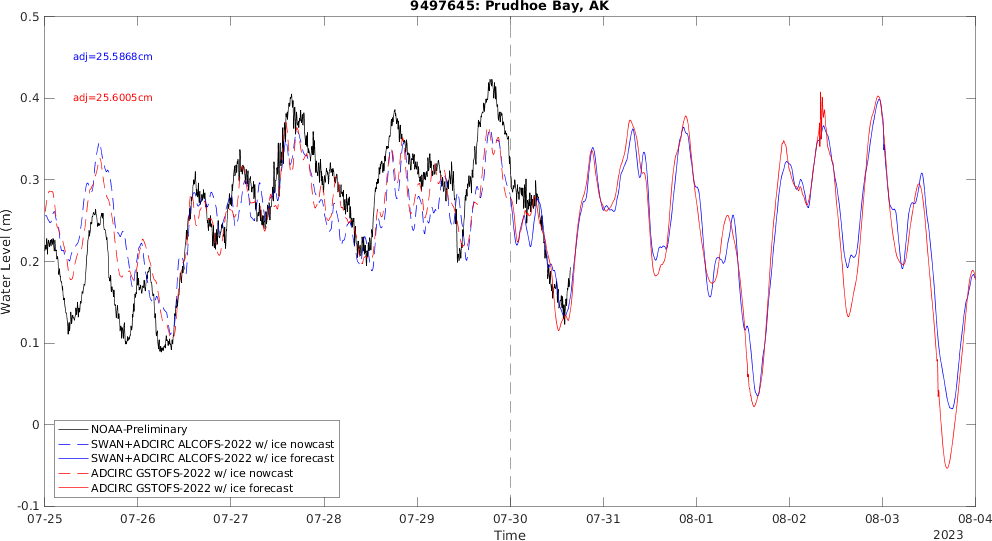 9497645: Prudhoe Bay, AK
0.5
adj=25.5868cm
0.4
adj=25.6005cm
0.3
0.2
0.1
0
-0.1
Water Level (m)
NOAA-Preliminary
SWAN+ADCIRC ALCOFS-2022 w/ ice nowcast
SWAN+ADCIRC ALCOFS-2022 w/ ice forecast
ADCIRC GSTOFS-2022 w/ ice nowcast
ADCIRC GSTOFS-2022 w/ ice forecast
07-25 07-26 07-27 07-28 07-29 07-30 07-31 08-01 08-02 08-03 08-04
Time
2023